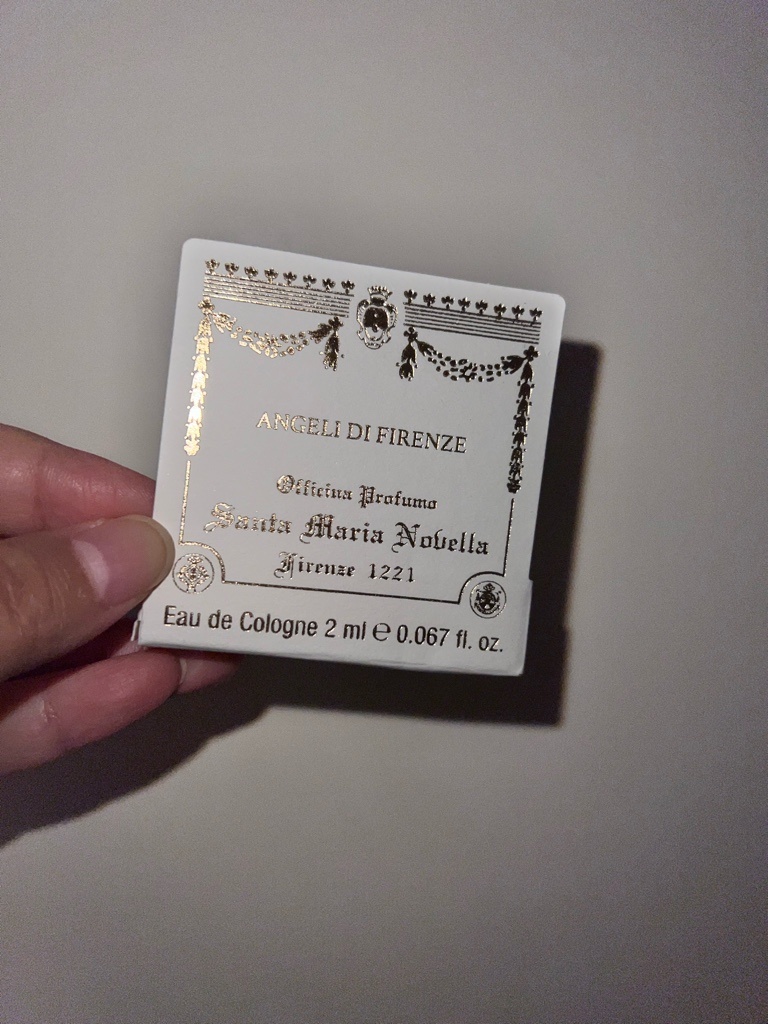 ANGELI DI FIRENZE
Officina Profumo
Santa Maria Novella
Firenze 1221
Eau de Cologne 2 ml ℮ 0.067 fl. oz.